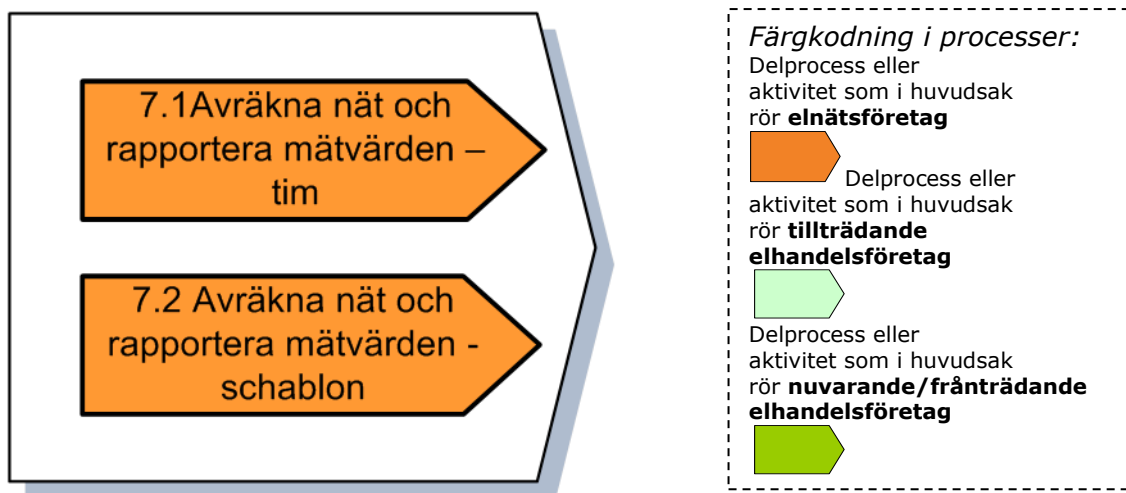 7.1Avräkna nät och
rapportera mätvärden –
tim
7.2 Avräkna nät och
rapportera mätvärden -
schablon
Färgkodning i processer:
Delprocess eller
aktivitet som i huvudsak
rör elnätsföretag
Delprocess eller
aktivitet som i huvudsak
rör tillträdande
elhandelsföretag
Delprocess eller
aktivitet som i huvudsak
rör nuvarande/frånträdande
elhandelsföretag